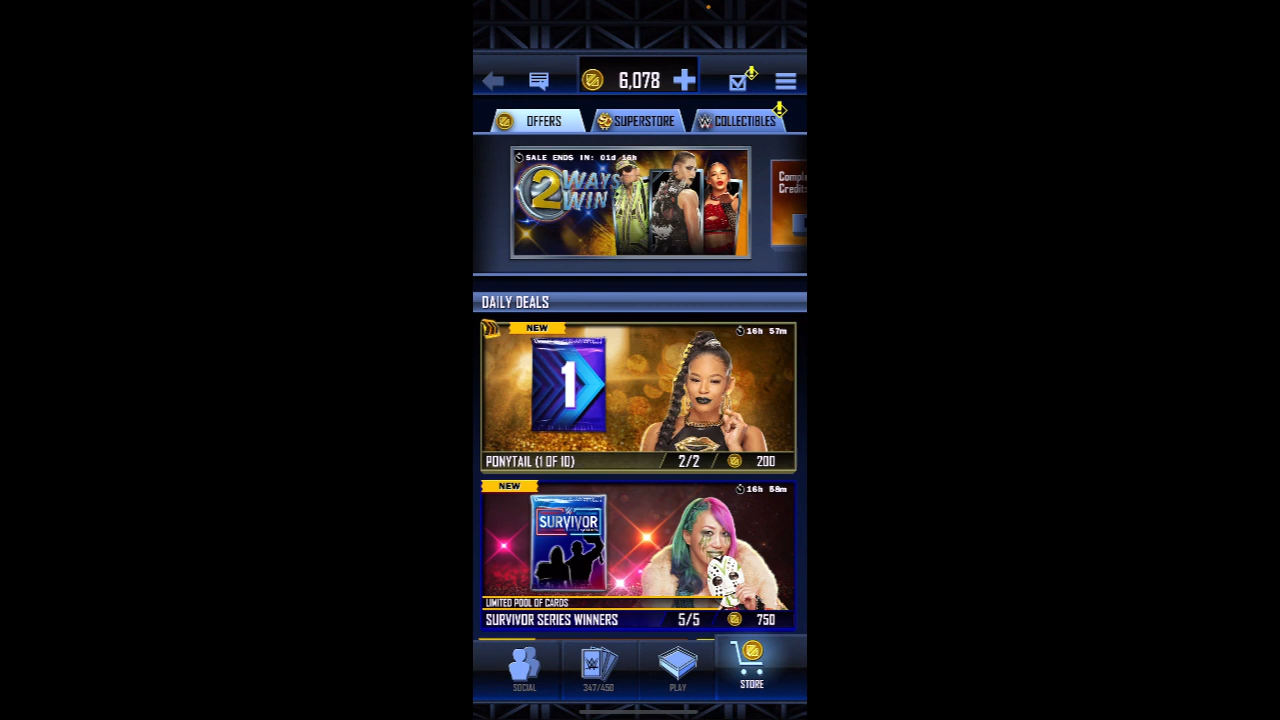 6,078
OFFERS
SUPERSTORE
COLLECTIBLES
SALE ENDS IN: 01d 16h
2 WAYS
WIN
Credit
DAILY DEALS
NEW
16h 57m
1
PONYTAIL (1 OF 10)
2/2
200
NEW
16h 58m
SURVIVOR
LIMITED POOL OF CARDS
SURVIVOR SERIES WINNERS
5/5
750
SOCIAL
347/450
PLAY
STORE